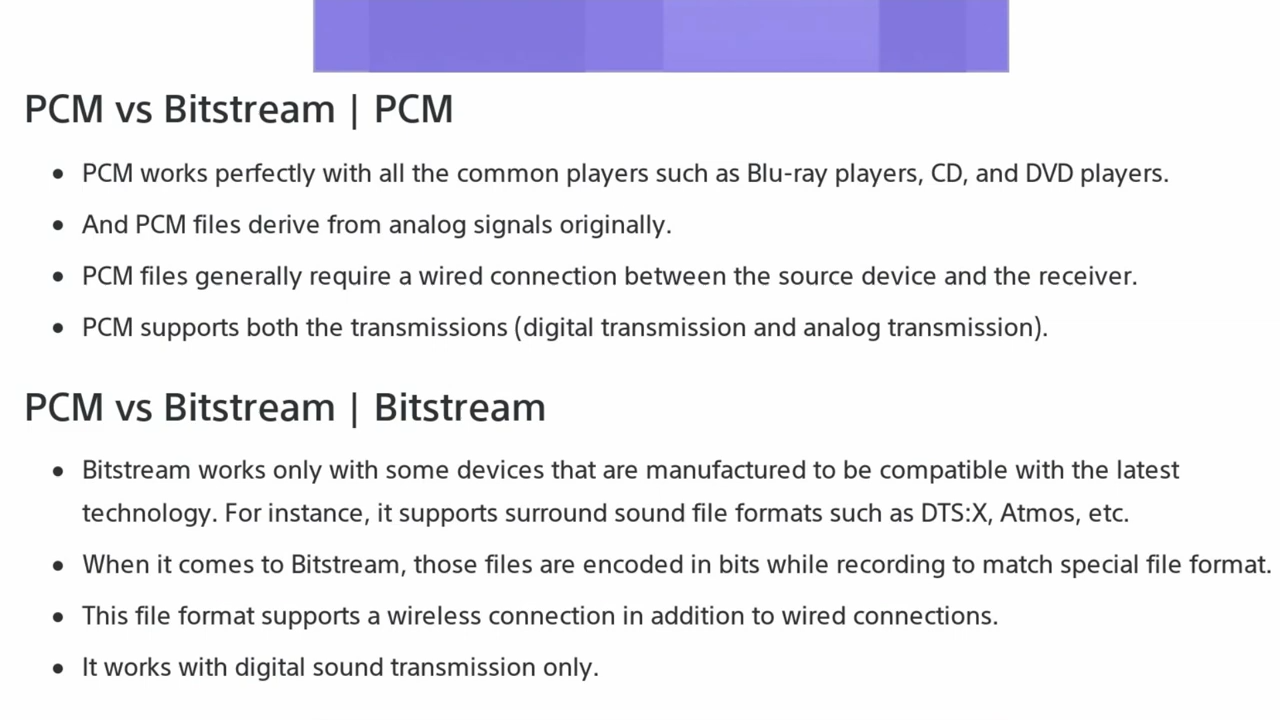 PCM vs Bitstream | PCM
• PCM works perfectly with all the common players such as Blu-ray players, CD, and DVD players.
• And PCM files derive from analog signals originally.
• PCM files generally require a wired connection between the source device and the receiver.
• PCM supports both the transmissions (digital transmission and analog transmission).
PCM vs Bitstream | Bitstream
• Bitstream works only with some devices that are manufactured to be compatible with the latest
technology. For instance, it supports surround sound file formats such as DTS:X, Atmos, etc.
• When it comes to Bitstream, those files are encoded in bits while recording to match special file format.
• This file format supports a wireless connection in addition to wired connections.
• It works with digital sound transmission only.